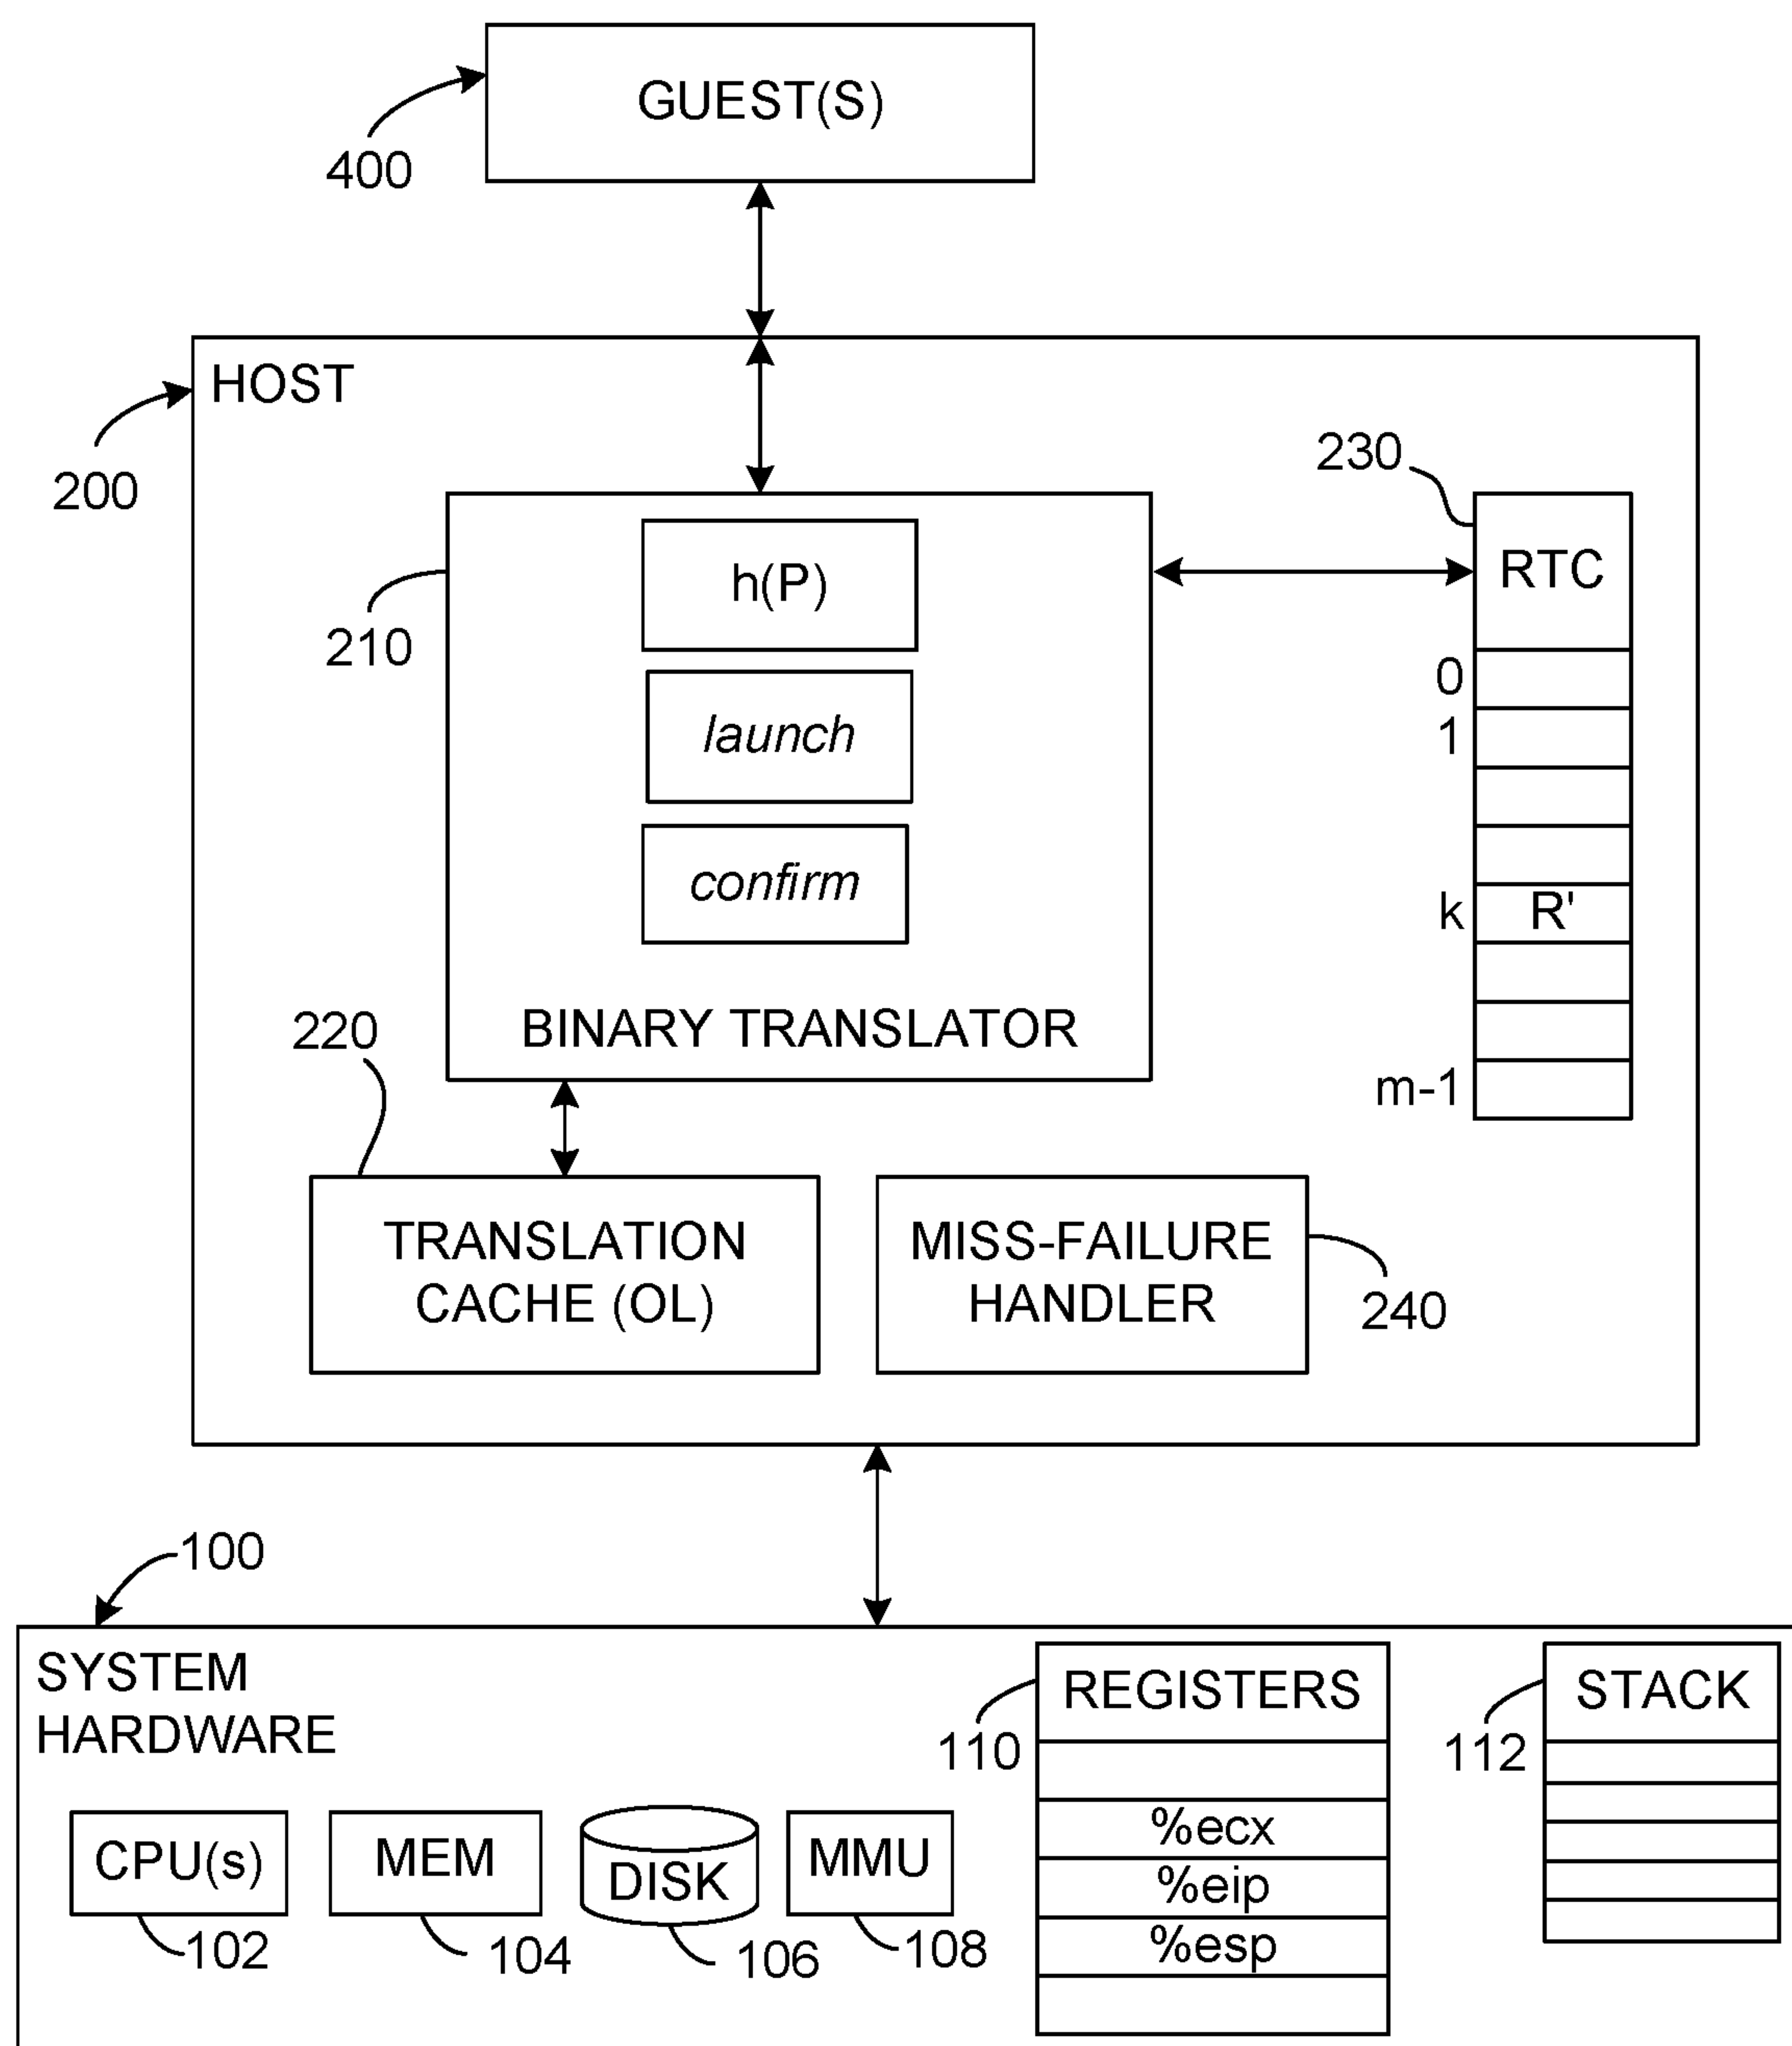 GUEST(S)
400
HOST
200
230
RTC
h(P)
210
0
launch
1
confirm
k R'
220
BINARY TRANSLATOR
m-1
TRANSLATION
CACHE (OL)
MISS-FAILURE
HANDLER
240
100
SYSTEM
HARDWARE
REGISTERS
110
STACK
112
%ecx
%eip
%esp
CPU(s)
MEM
DISK
MMU
102
104
106
108